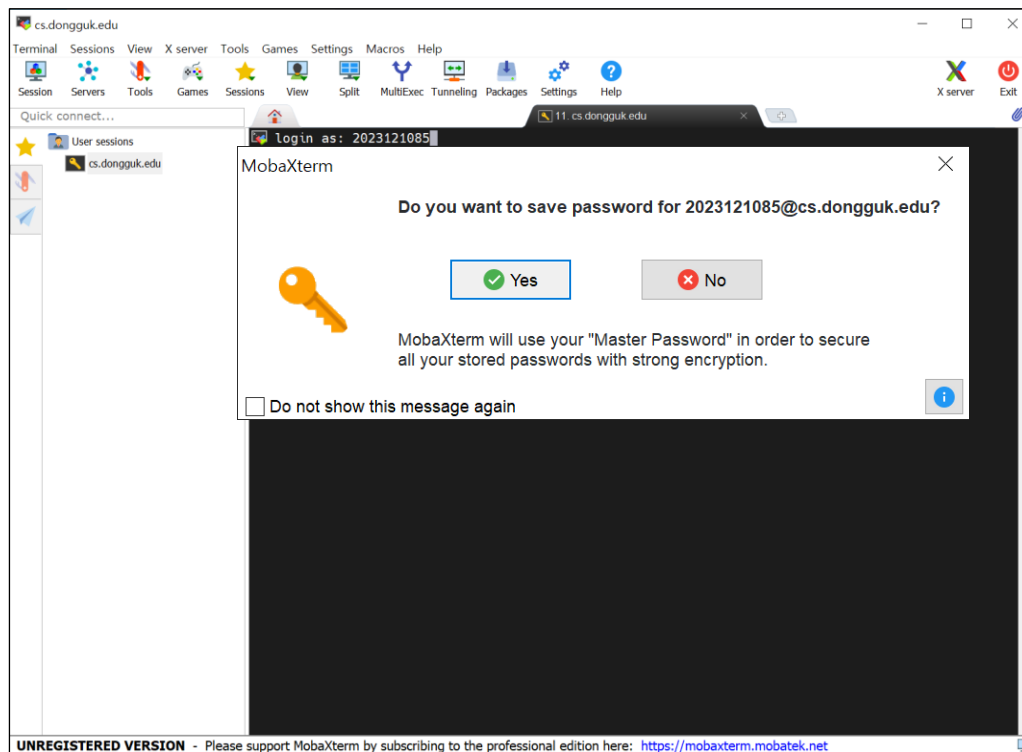 cs.dongguk.edu
Terminal Sessions View X server Tools Games Settings Macros Help
Session Servers Tools Games Sessions View Split MultiExec Tunneling Packages Settings Help X server Exit
Quick connect...
11. cs.dongguk.edu
User sessions
cs.dongguk.edu
login as: 2023121085
MobaXterm
Do you want to save password for 2023121085@cs.dongguk.edu?
Yes No
MobaXterm will use your "Master Password" in order to secure
all your stored passwords with strong encryption.
Do not show this message again
UNREGISTERED VERSION - Please support MobaXterm by subscribing to the professional edition here: https://mobaxterm.mobatek.net